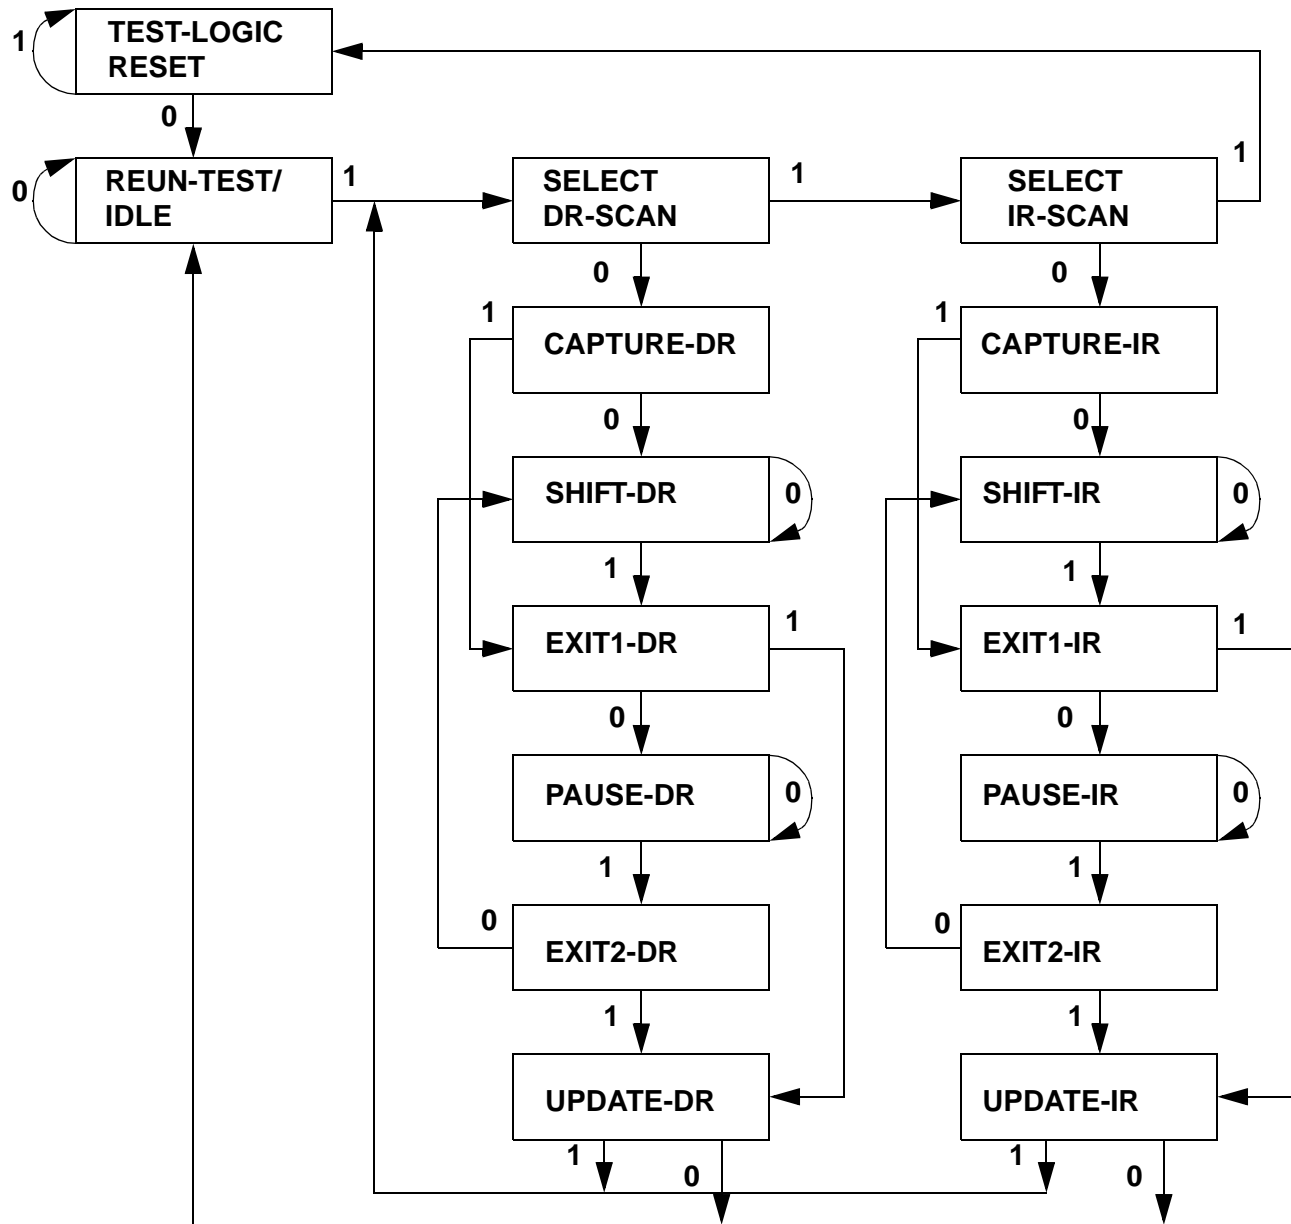 1
TEST-LOGIC
RESET
0
0
REUN-TEST/
IDLE
1
SELECT
DR-SCAN
1
SELECT
IR-SCAN
1
0
0
1
CAPTURE-DR
1
CAPTURE-IR
0
0
SHIFT-DR
0
SHIFT-IR
0
1
1
EXIT1-DR
1
EXIT1-IR
1
0
0
PAUSE-DR
0
PAUSE-IR
0
1
1
0
EXIT2-DR
0
EXIT2-IR
1
1
UPDATE-DR
UPDATE-IR
1
0
1
0